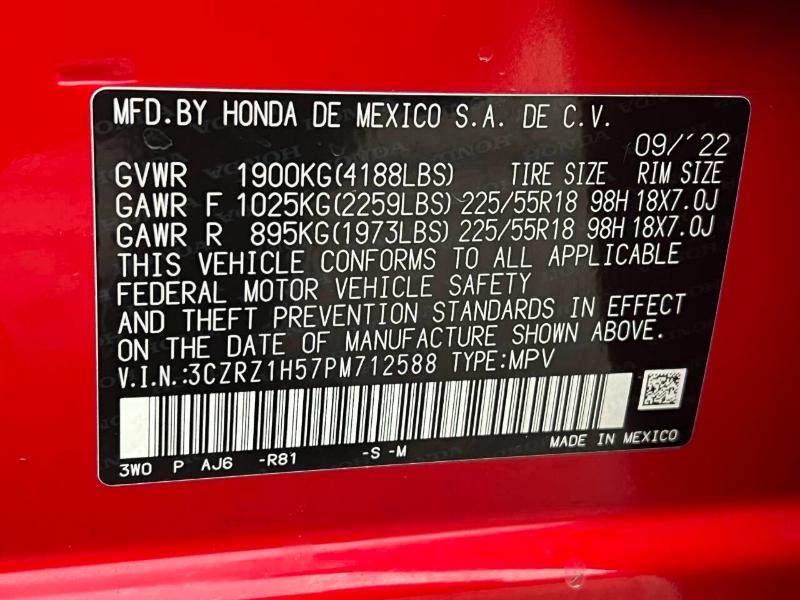 MFD.BY HONDA DE MEXICO S.A. DE C.V.
09/'22
GVWR 1900KG(4188LBS) TIRE SIZE RIM SIZE
GAWR F 1025KG(2259LBS) 225/55R18 98H 18X7.0J
GAWR R 895KG(1973LBS) 225/55R18 98H 18X7.0J
THIS VEHICLE CONFORMS TO ALL APPLICABLE
FEDERAL MOTOR VEHICLE SAFETY
AND THEFT PREVENTION STANDARDS IN EFFECT
ON THE DATE OF MANUFACTURE SHOWN ABOVE.
V.I.N.:3CZRZ1H57PM712588 TYPE:MPV
MADE IN MEXICO
3W0 P AJ6 -R81 -S -M